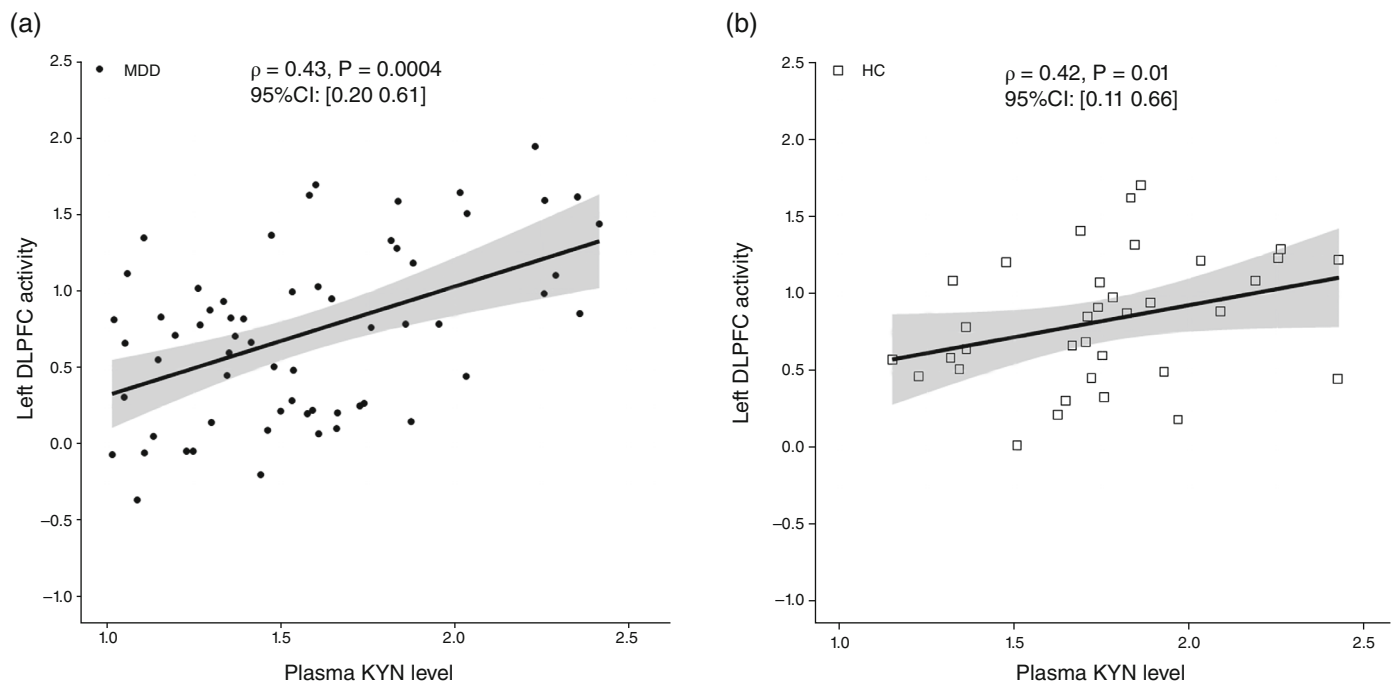 (a)
MDD
ρ = 0.43, P = 0.0004
95%CI: [0.20 0.61]
2.5
2.0
1.5
1.0
0.5
0.0
−0.5
−1.0
Left DLPFC activity
1.0 1.5 2.0 2.5
Plasma KYN level
(b)
HC
ρ = 0.42, P = 0.01
95%CI: [0.11 0.66]
2.5
2.0
1.5
1.0
0.5
0.0
−0.5
−1.0
Left DLPFC activity
1.0 1.5 2.0 2.5
Plasma KYN level